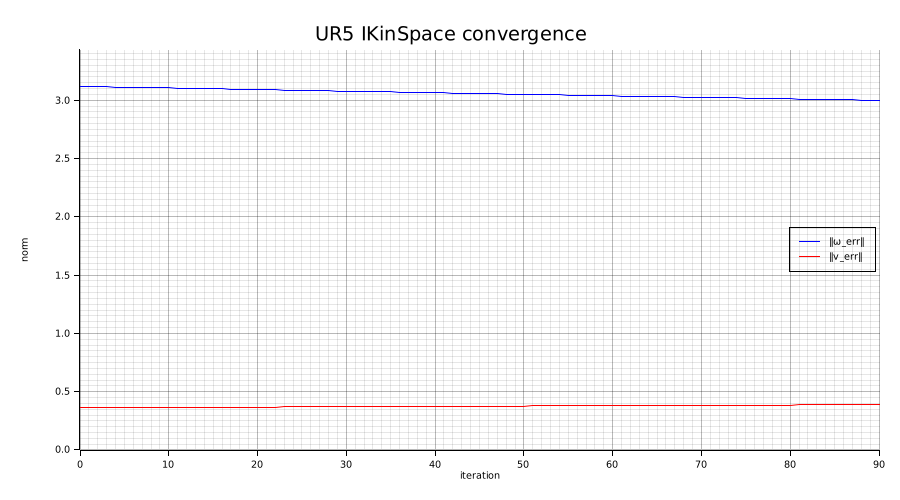 UR5 IKinSpace convergence
3.0
2.5
2.0
norm
1.5
1.0
0.5
0.0
‖ω_err‖
‖v_err‖
0 10 20 30 40 50 60 70 80 90
iteration